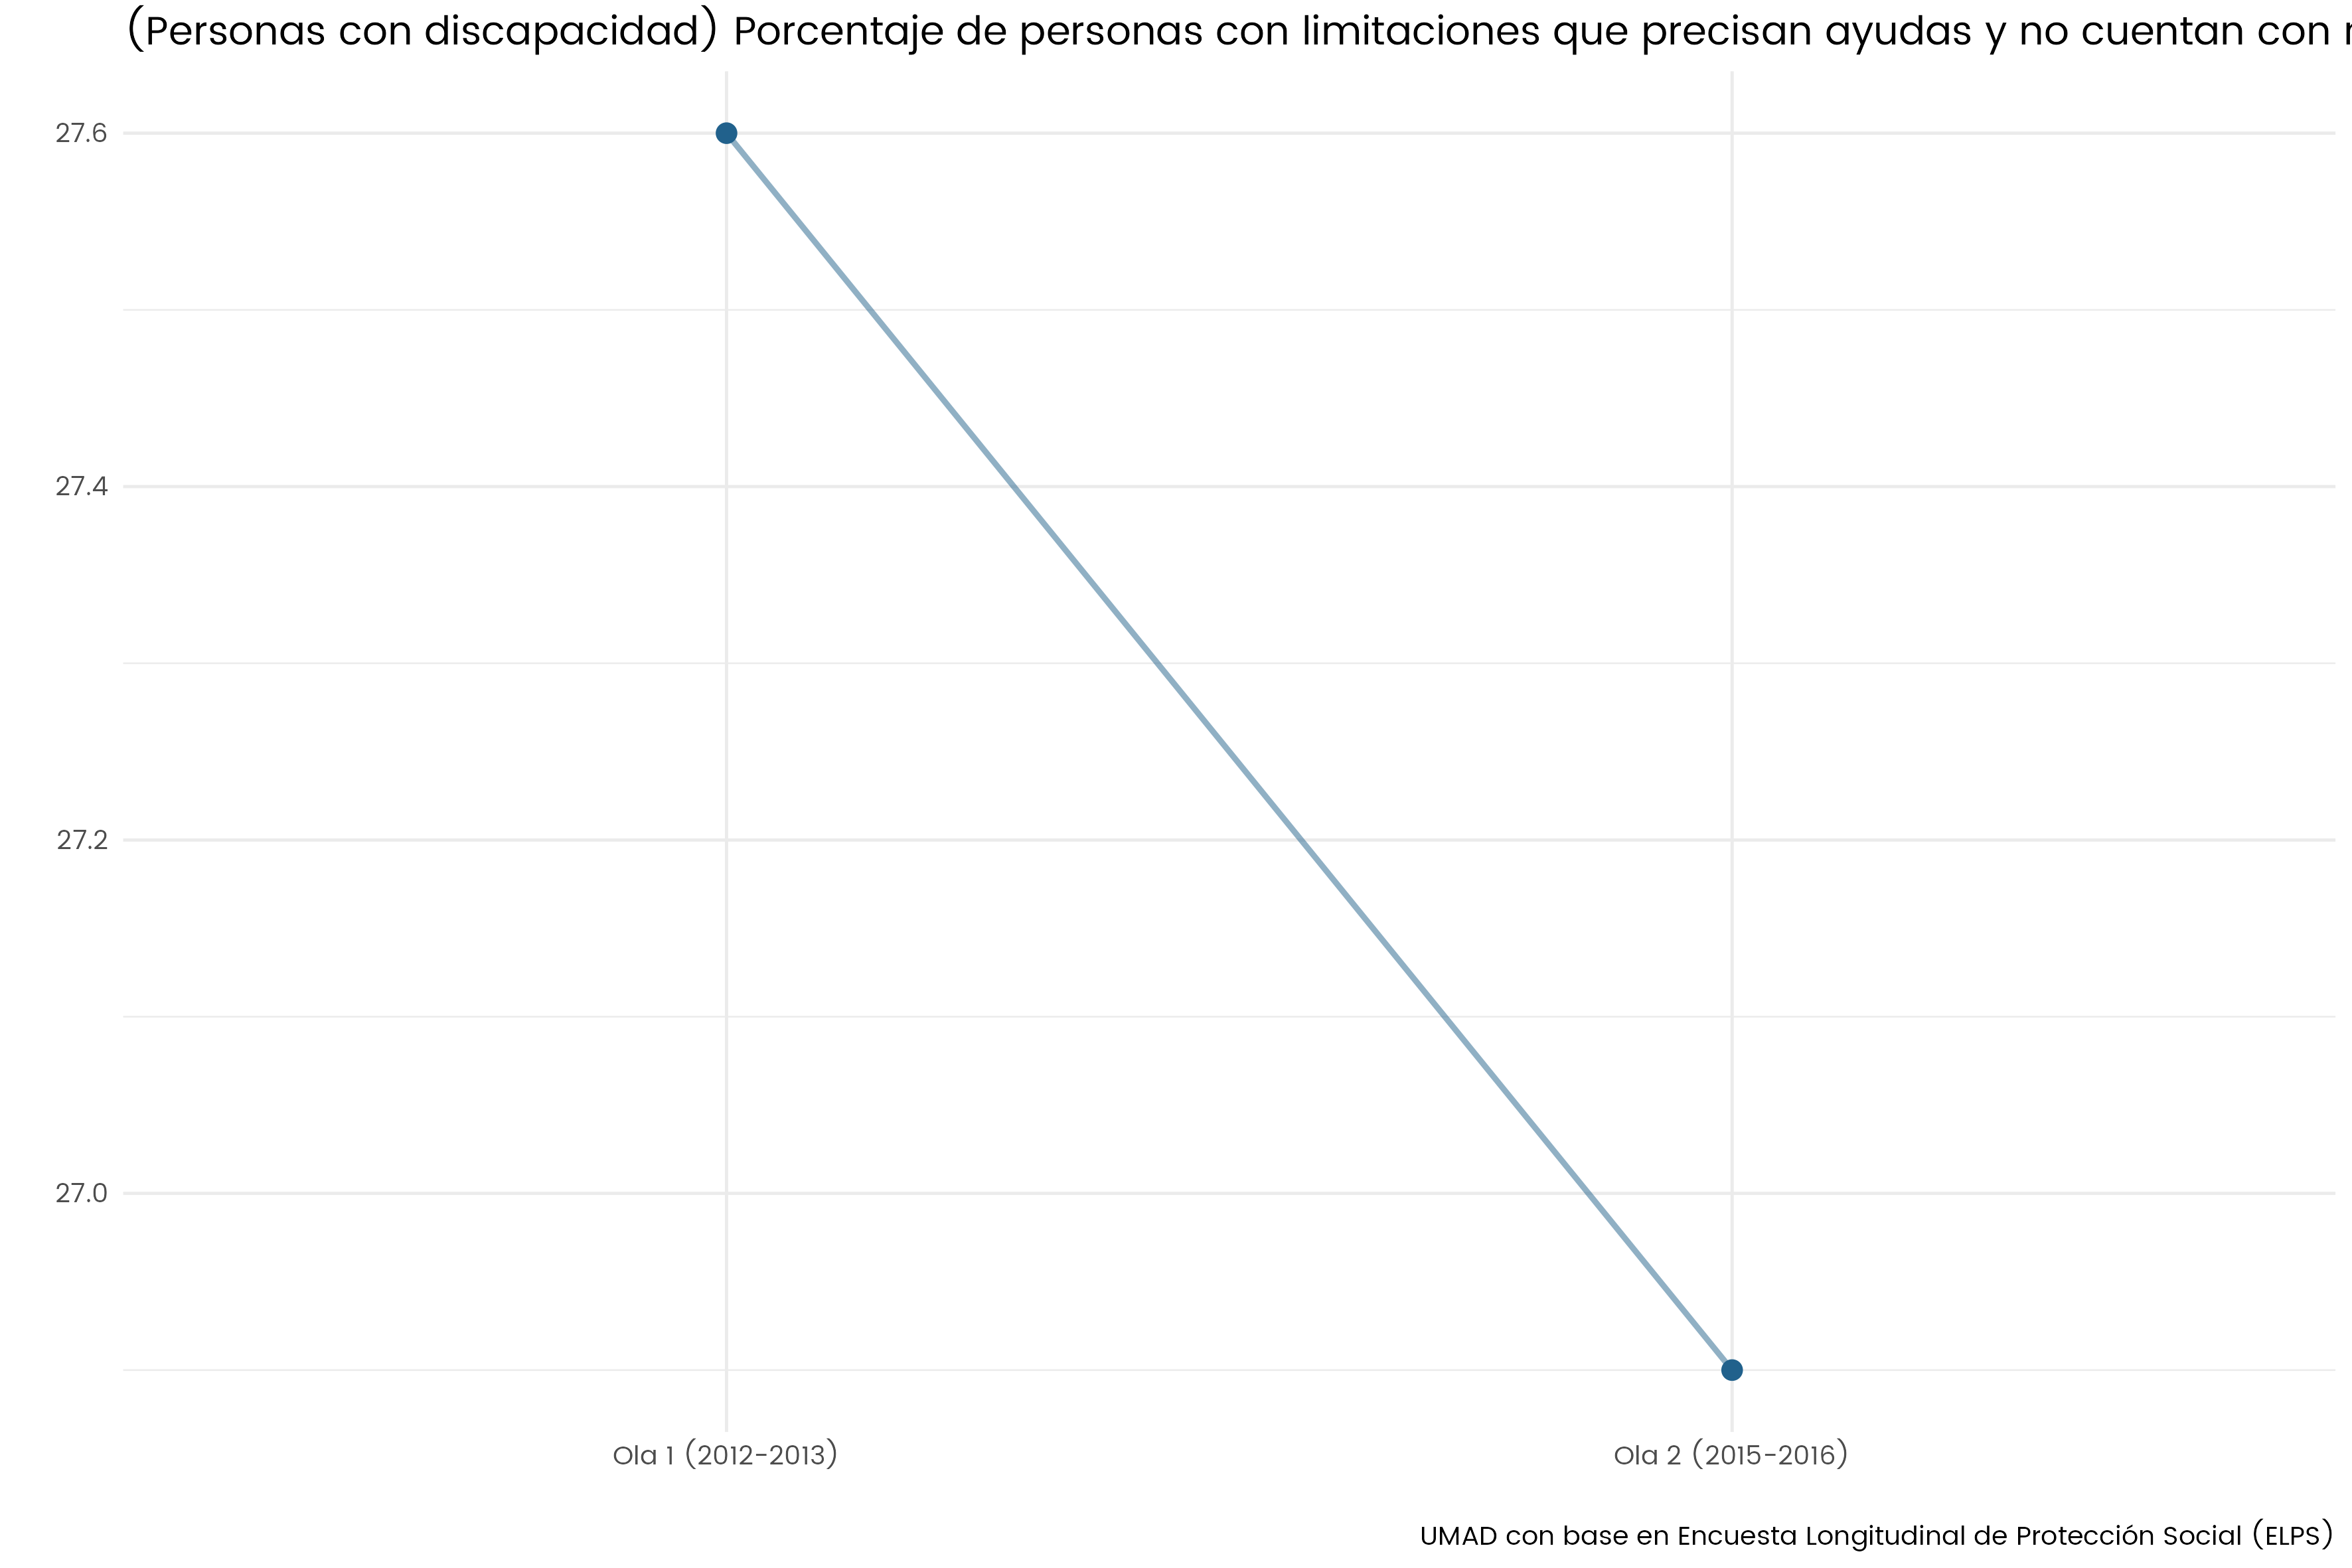 (Personas con discapacidad) Porcentaje de personas con limitaciones que precisan ayudas y no cuentan con
27.6
27.4
27.2
27.0
Ola 1 (2012-2013)
Ola 2 (2015-2016)
UMAD con base en Encuesta Longitudinal de Protección Social (ELPS)